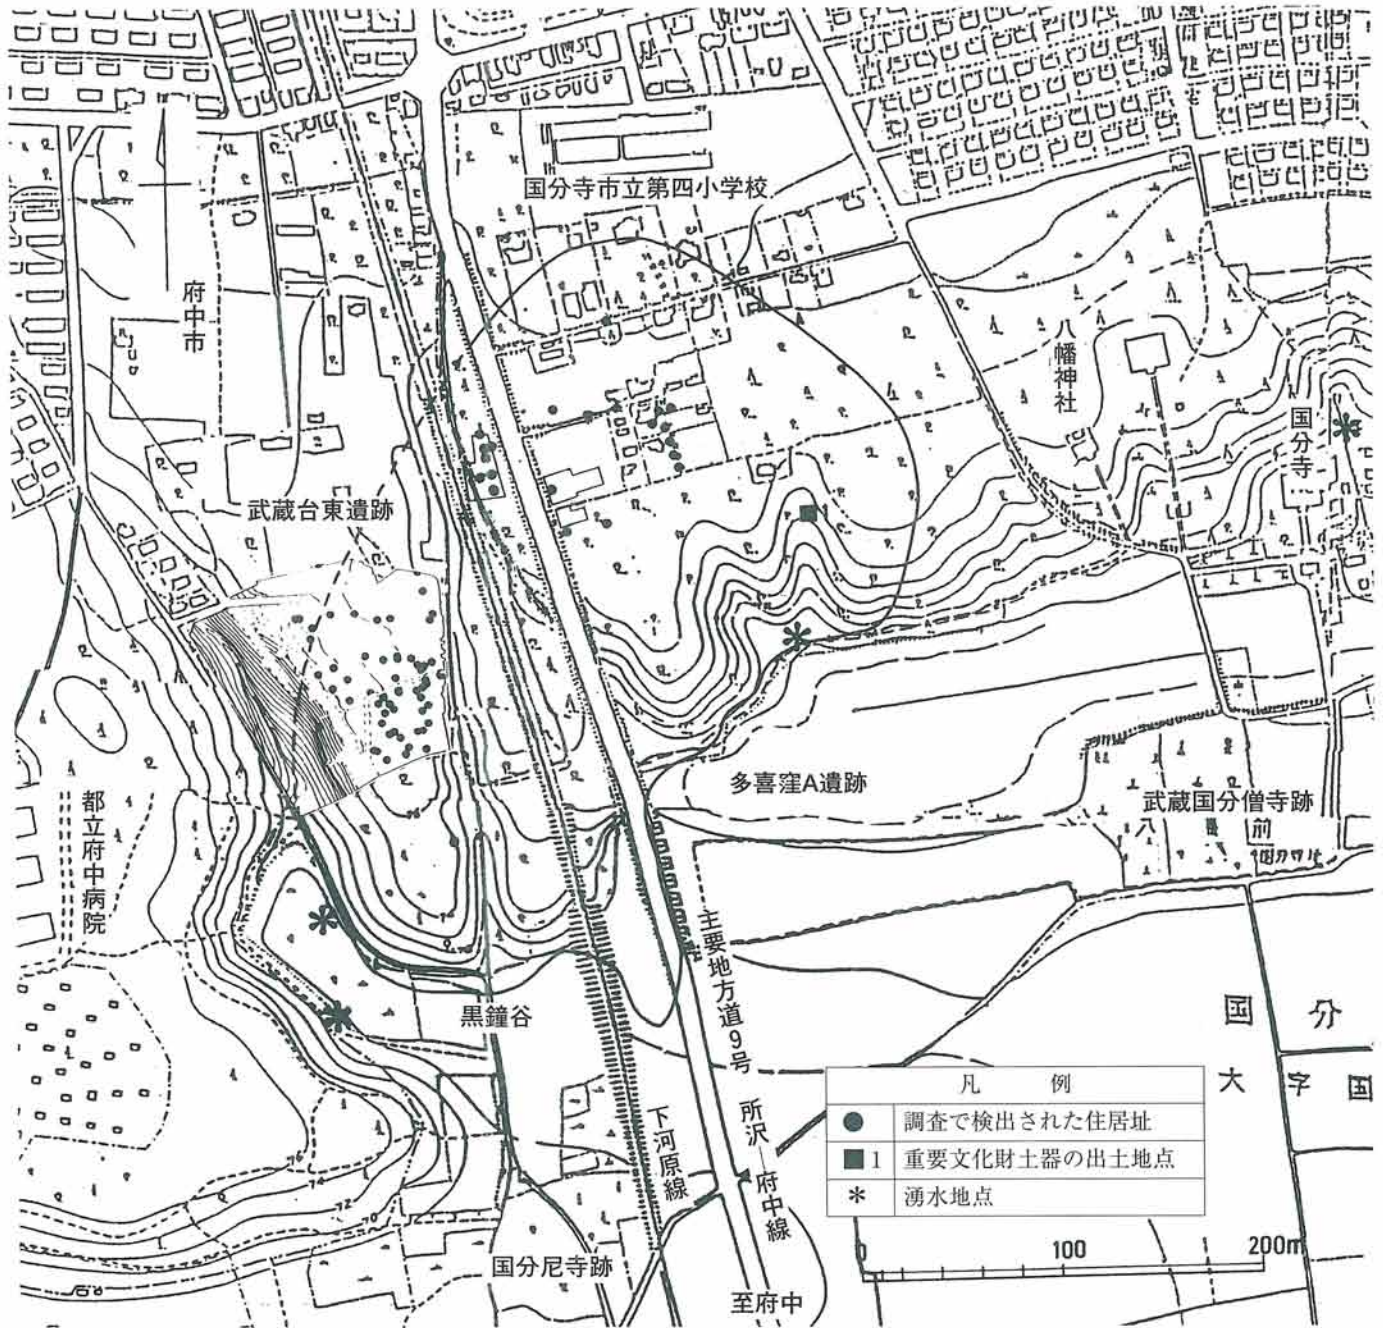 国分寺市立第四小学校
府中市
八幡神社
国分寺
武蔵台東遺跡
多喜窪A遺跡
武蔵国分僧寺跡
八 前
都立府中病院
主要地方道9号
所沢―府中線
黒鐘谷
下河原線
国分
大字国
凡 例
調査で検出された住居址
1 重要文化財土器の出土地点
* 湧水地点
0 100 200m
76
74
72
70
国分尼寺跡
至府中